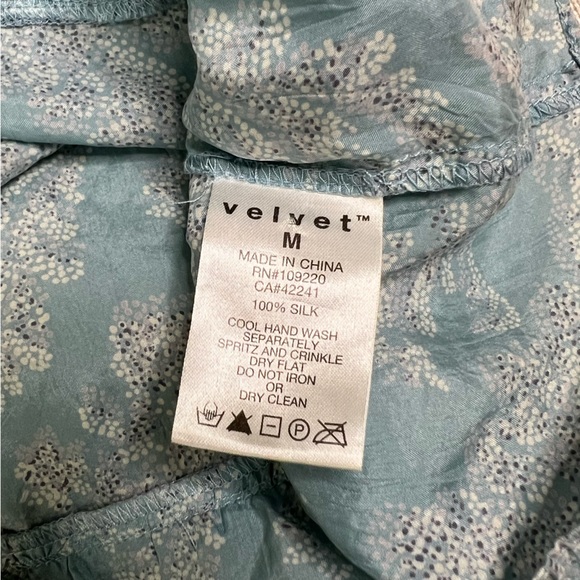 velvet™
M
MADE IN CHINA
RN#109220
CA#42241
100% SILK
COOL HAND WASH
SEPARATELY
SPRITZ AND CRINKLE
DRY FLAT
DO NOT IRON
OR
DRY CLEAN
P